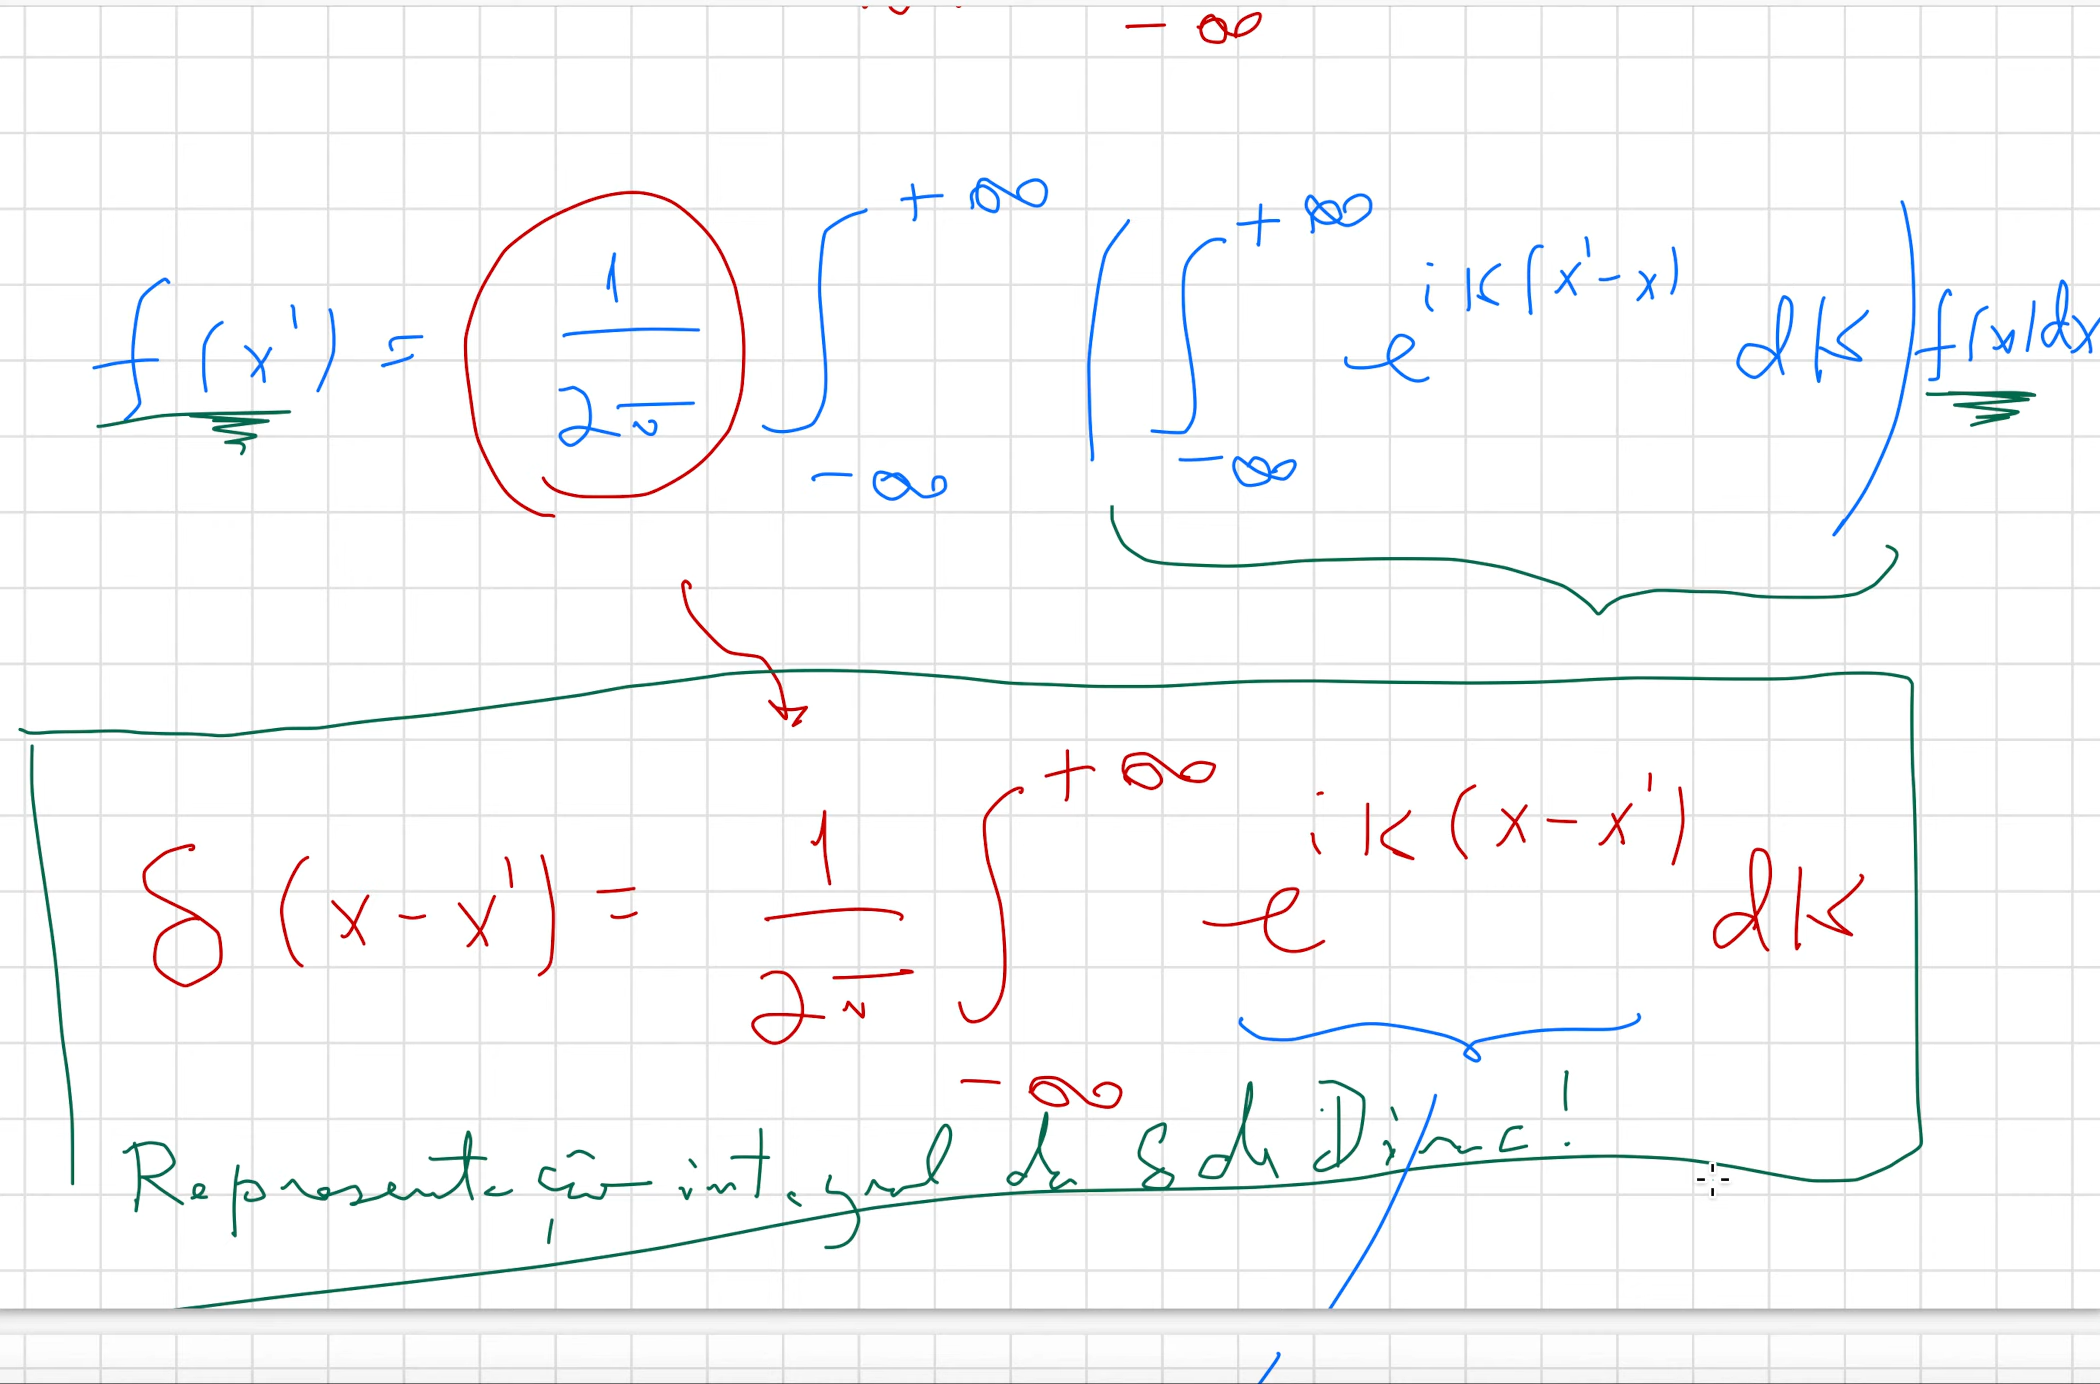 - ∞
f(x') = 1/2π ∫_{-∞}^{+∞} ( ∫_{-∞}^{+∞} e^{ik(x'-x)} dk ) f(x)dx
δ(x-x') = 1/2π ∫_{-∞}^{+∞} e^{ik(x-x')} dk
Representação integral da δ de Dirac!